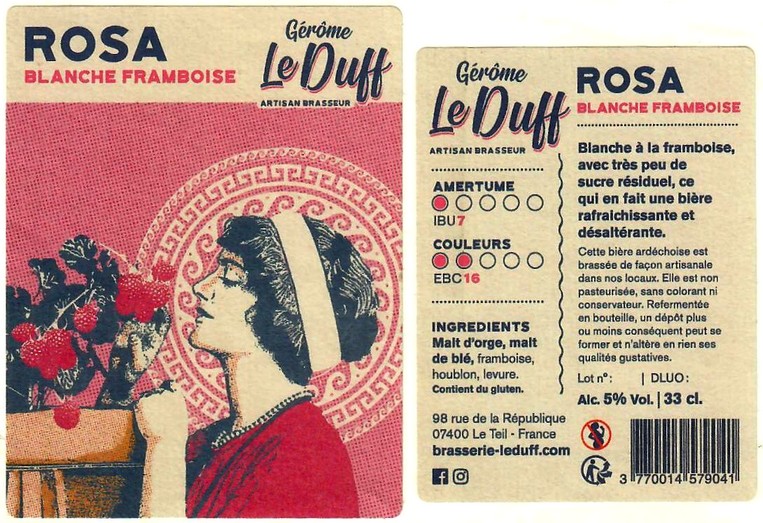 ROSA
BLANCHE FRAMBOISE
Gérôme
Le Duff
ARTISAN BRASSEUR
Gérôme
Le Duff
ARTISAN BRASSEUR
AMERTUME
IBU7
COULEURS
EBC16
INGREDIENTS
Malt d'orge, malt
de blé, framboise,
houblon, levure.
Contient du gluten.
98 rue de la République
07400 Le Teil - France
brasserie-leduff.com
ROSA
BLANCHE FRAMBOISE
Blanche à la framboise,
avec très peu de
sucre résiduel, ce
qui en fait une bière
rafraichissante et
désaltérante.
Cette bière ardéchoise est
brassée de façon artisanale
dans nos locaux. Elle est non
pasteurisée, sans colorant ni
conservateur. Refermentée
en bouteille, un dépôt plus
ou moins conséquent peut se
former et n'altère en rien ses
qualités gustatives.
Lot n°: | DLUO:
Alc. 5% Vol. | 33 cl.
3 770014 579041